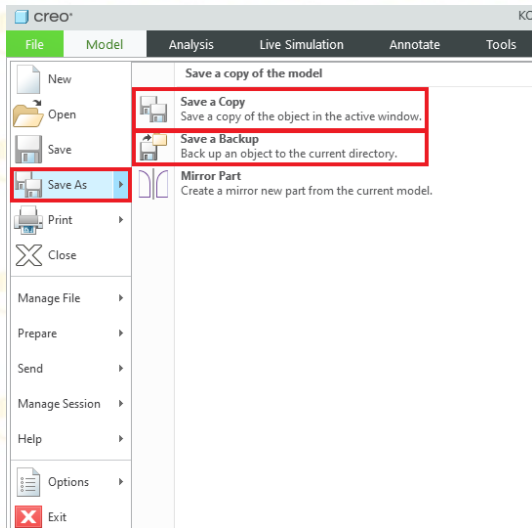 creo°
KC
File Model Analysis Live Simulation Annotate Tools
New
Open
Save
Save As
Print
Close
Manage File
Prepare
Send
Manage Session
Help
Options
Exit
Save a copy of the model
Save a Copy
Save a copy of the object in the active window.
Save a Backup
Back up an object to the current directory.
Mirror Part
Create a mirror new part from the current model.